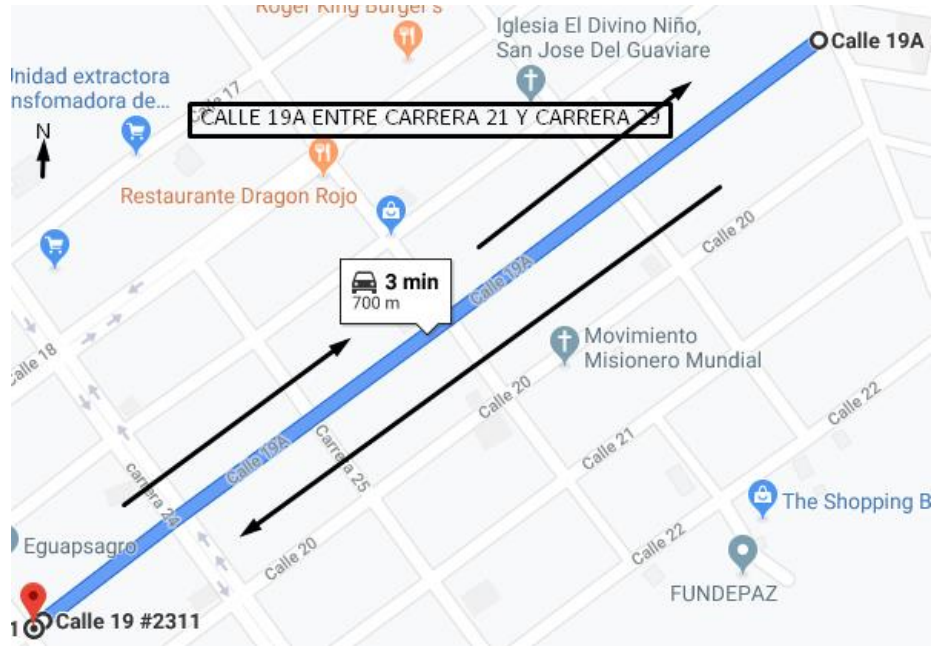 Roger King Burger's
Iglesia El Divino Niño,
San Jose Del Guaviare
Calle 19A
Unidad extractora
nsfomadora de...
Calle 17
CALLE 19A ENTRE CARRERA 21 Y CARRERA 29
N
Restaurante Dragon Rojo
Calle 20
3 min
700 m
Calle 19A
Movimiento
Misionero Mundial
Calle 18
Calle 20
Calle 22
Calle 19A
Carrera 25
Calle 21
carrera 24
The Shopping B
Eguapsagro
Calle 20
Calle 22
FUNDEPAZ
1
Calle 19 #2311